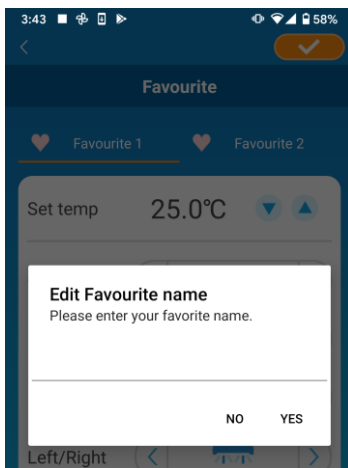 3:43 58%
Favourite
Favourite 1 Favourite 2
Set temp 25.0°C
Edit Favourite name
Please enter your favorite name.
NO YES
Left/Right